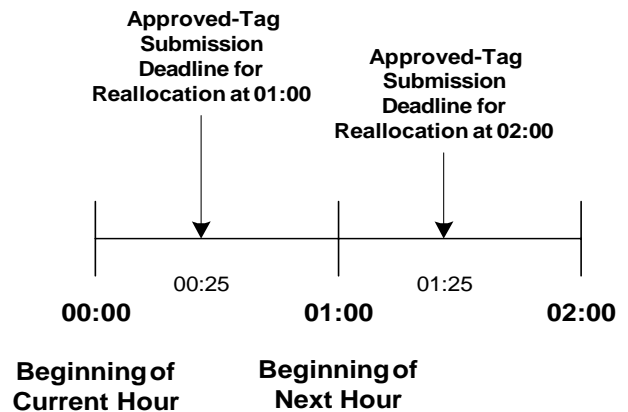 Approved-Tag
Submission
Deadline for
Reallocation at 01:00
Approved-Tag
Submission
Deadline for
Reallocation at 02:00
00:25
01:25
00:00
01:00
02:00
Beginning of
Current Hour
Beginning of
Next Hour